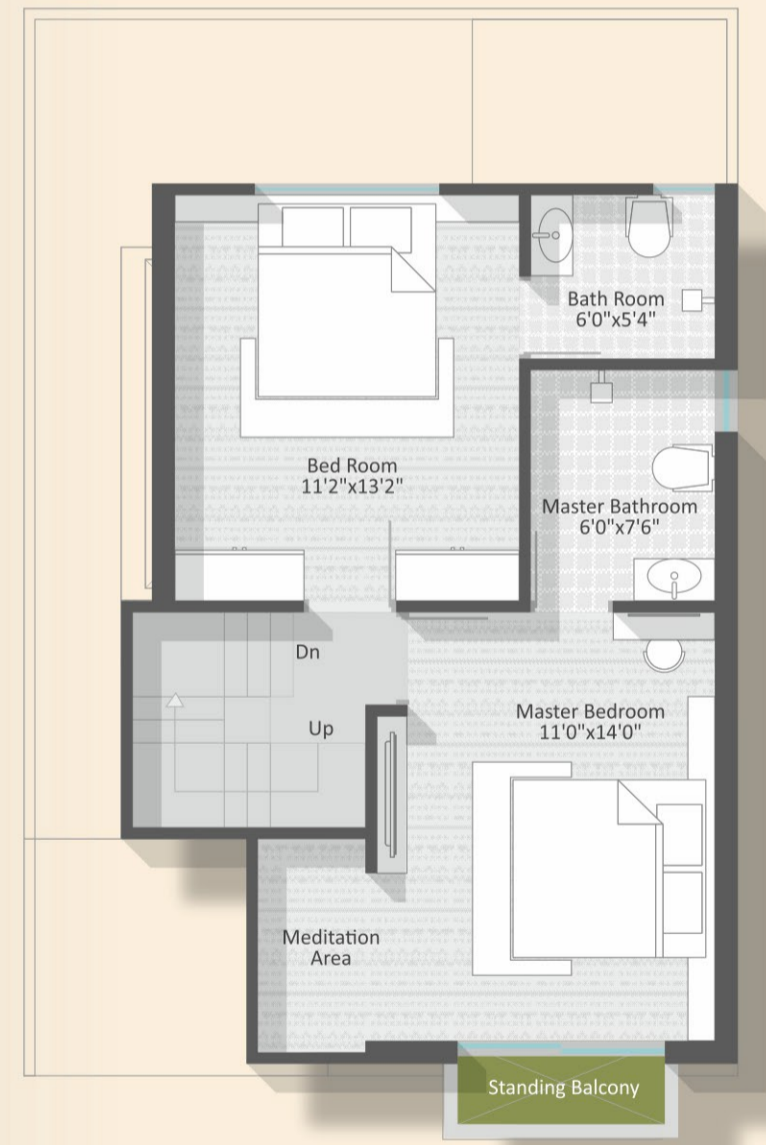 Bath Room
6'0"x5'4"
Bed Room
11'2"x13'2"
Master Bathroom
6'0"x7'6"
Dn
Up
Master Bedroom
11'0"x14'0"
Meditation
Area
Standing Balcony